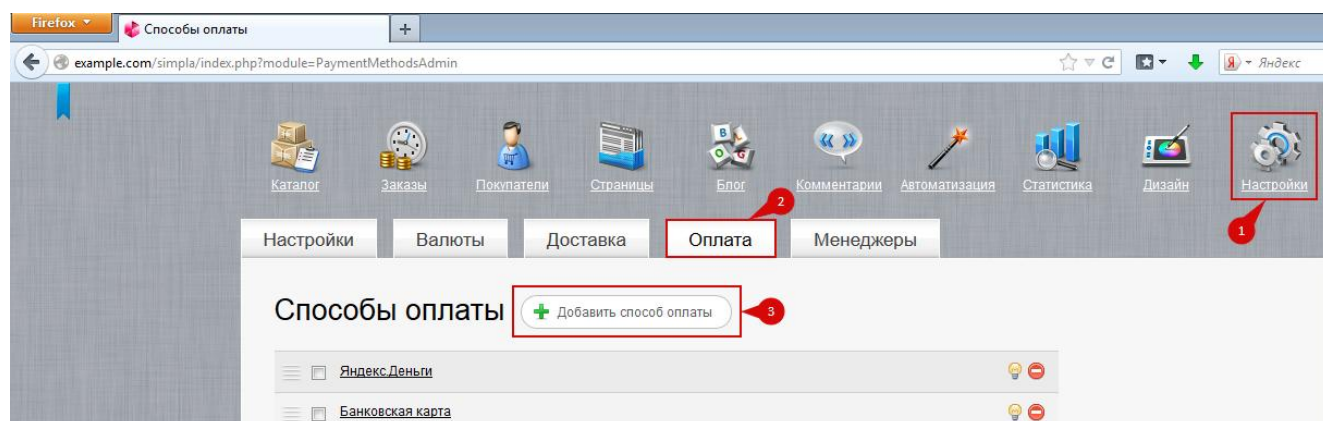 Firefox
Способы оплаты
example.com/simpla/index.php?module=PaymentMethodsAdmin
Я Яндекс
B L O G
Каталог Заказы Покупатели Страницы Блог Комментарии Автоматизация Статистика Дизайн Настройки
2
1
Настройки Валюты Доставка Оплата Менеджеры
Способы оплаты Добавить способ оплаты 3
Яндекс.Деньги
Банковская карта